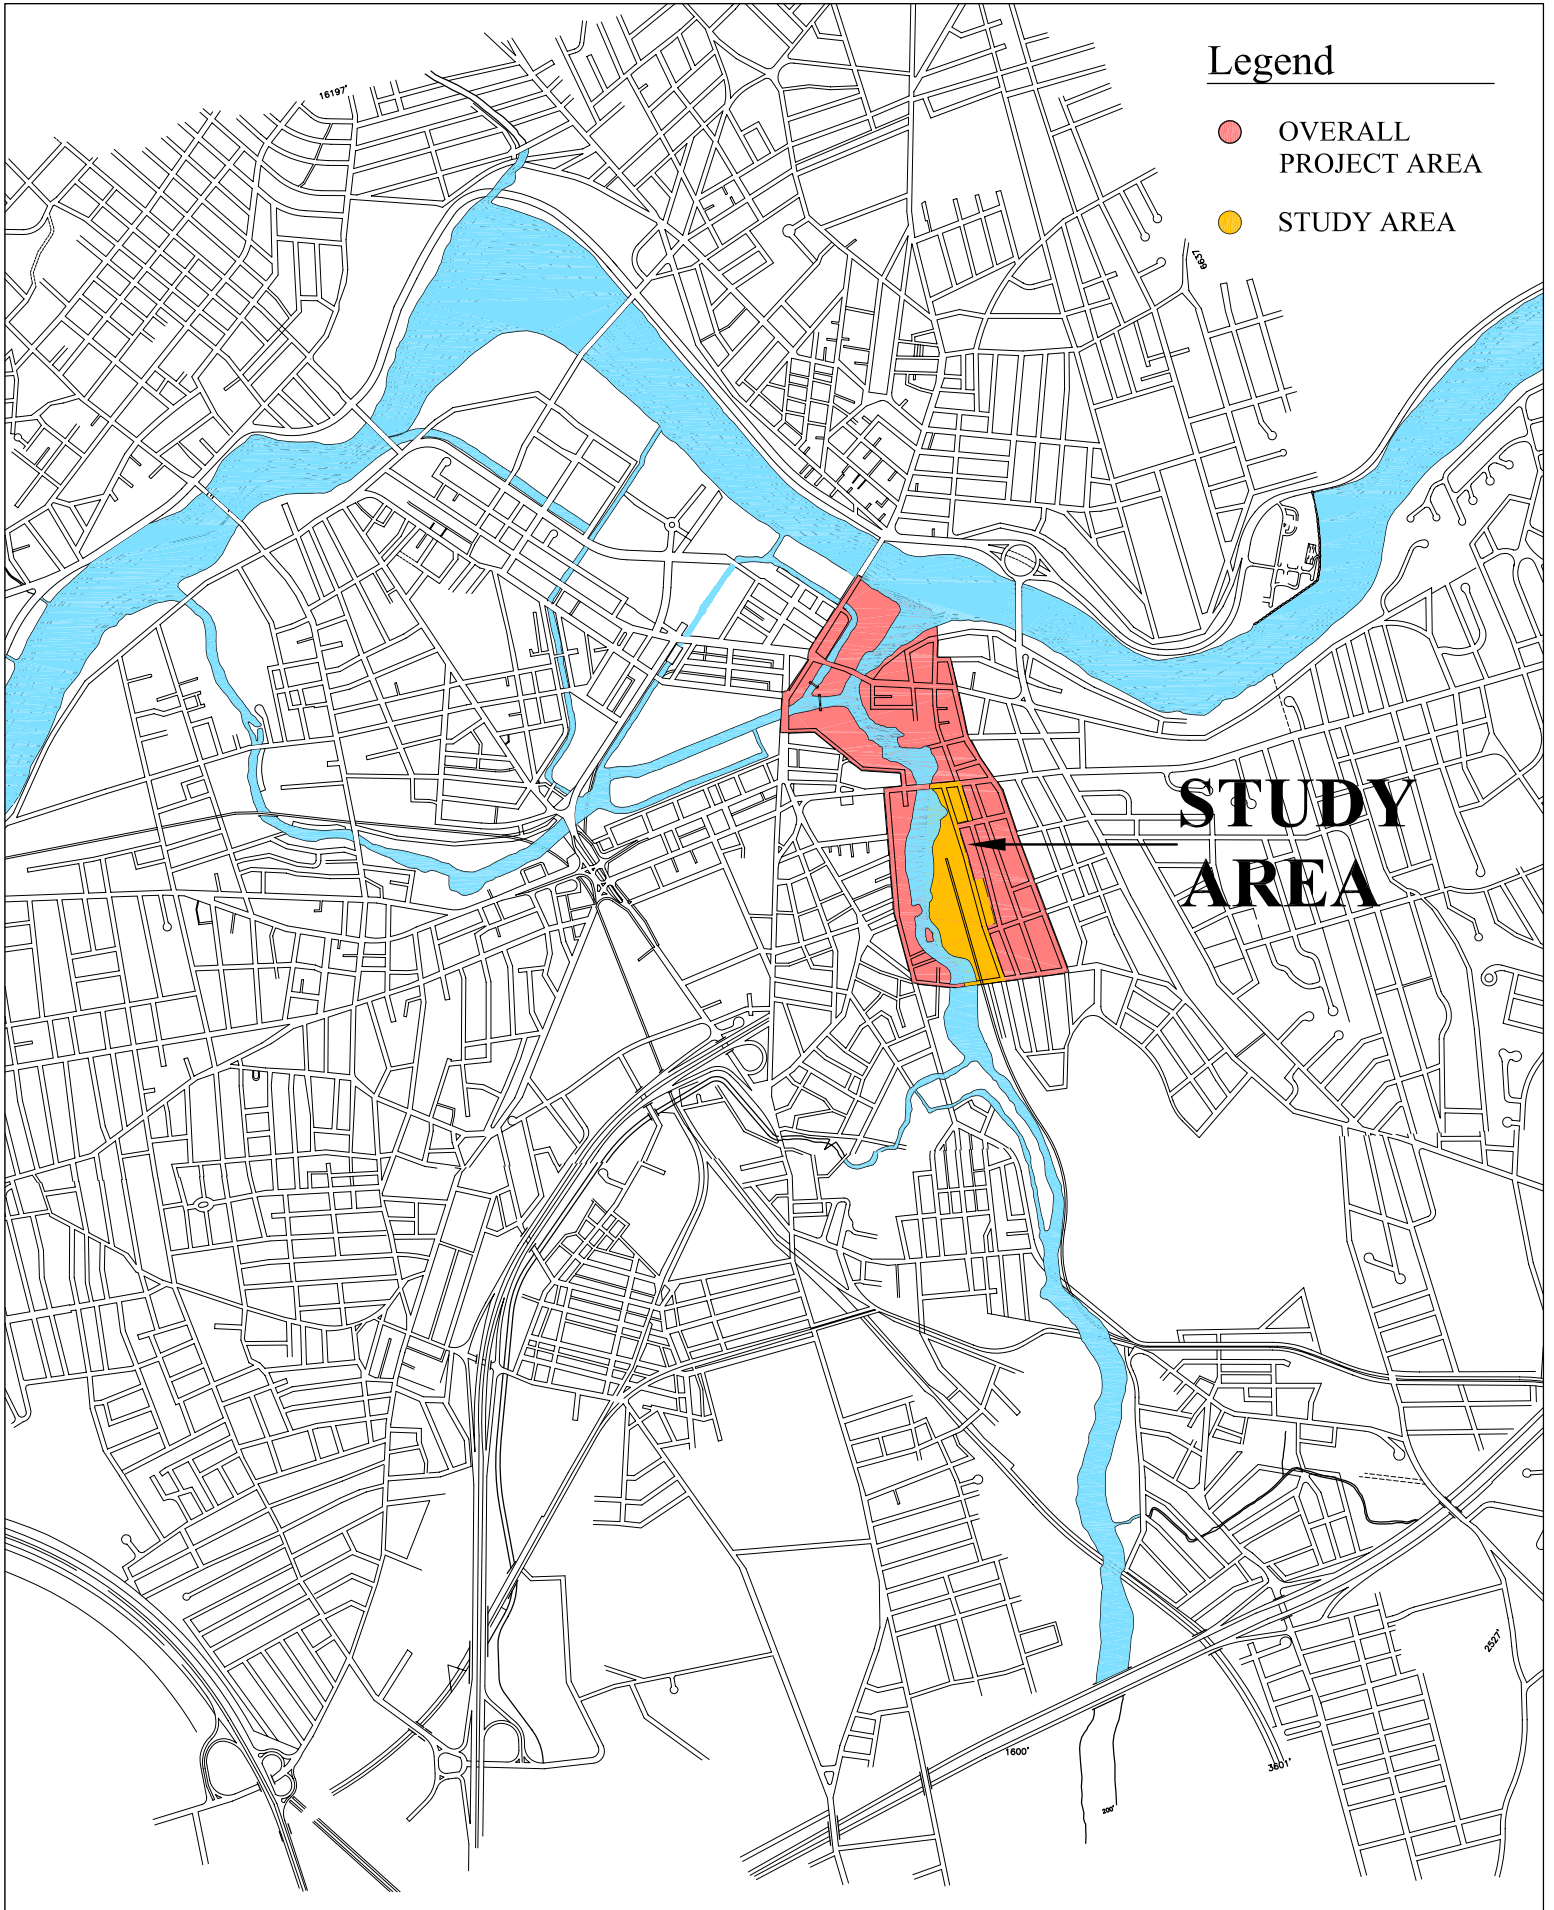 16197'
Legend
OVERALL
PROJECT AREA
STUDY AREA
6637
STUDY
AREA
2527'
1600'
3601'
200'